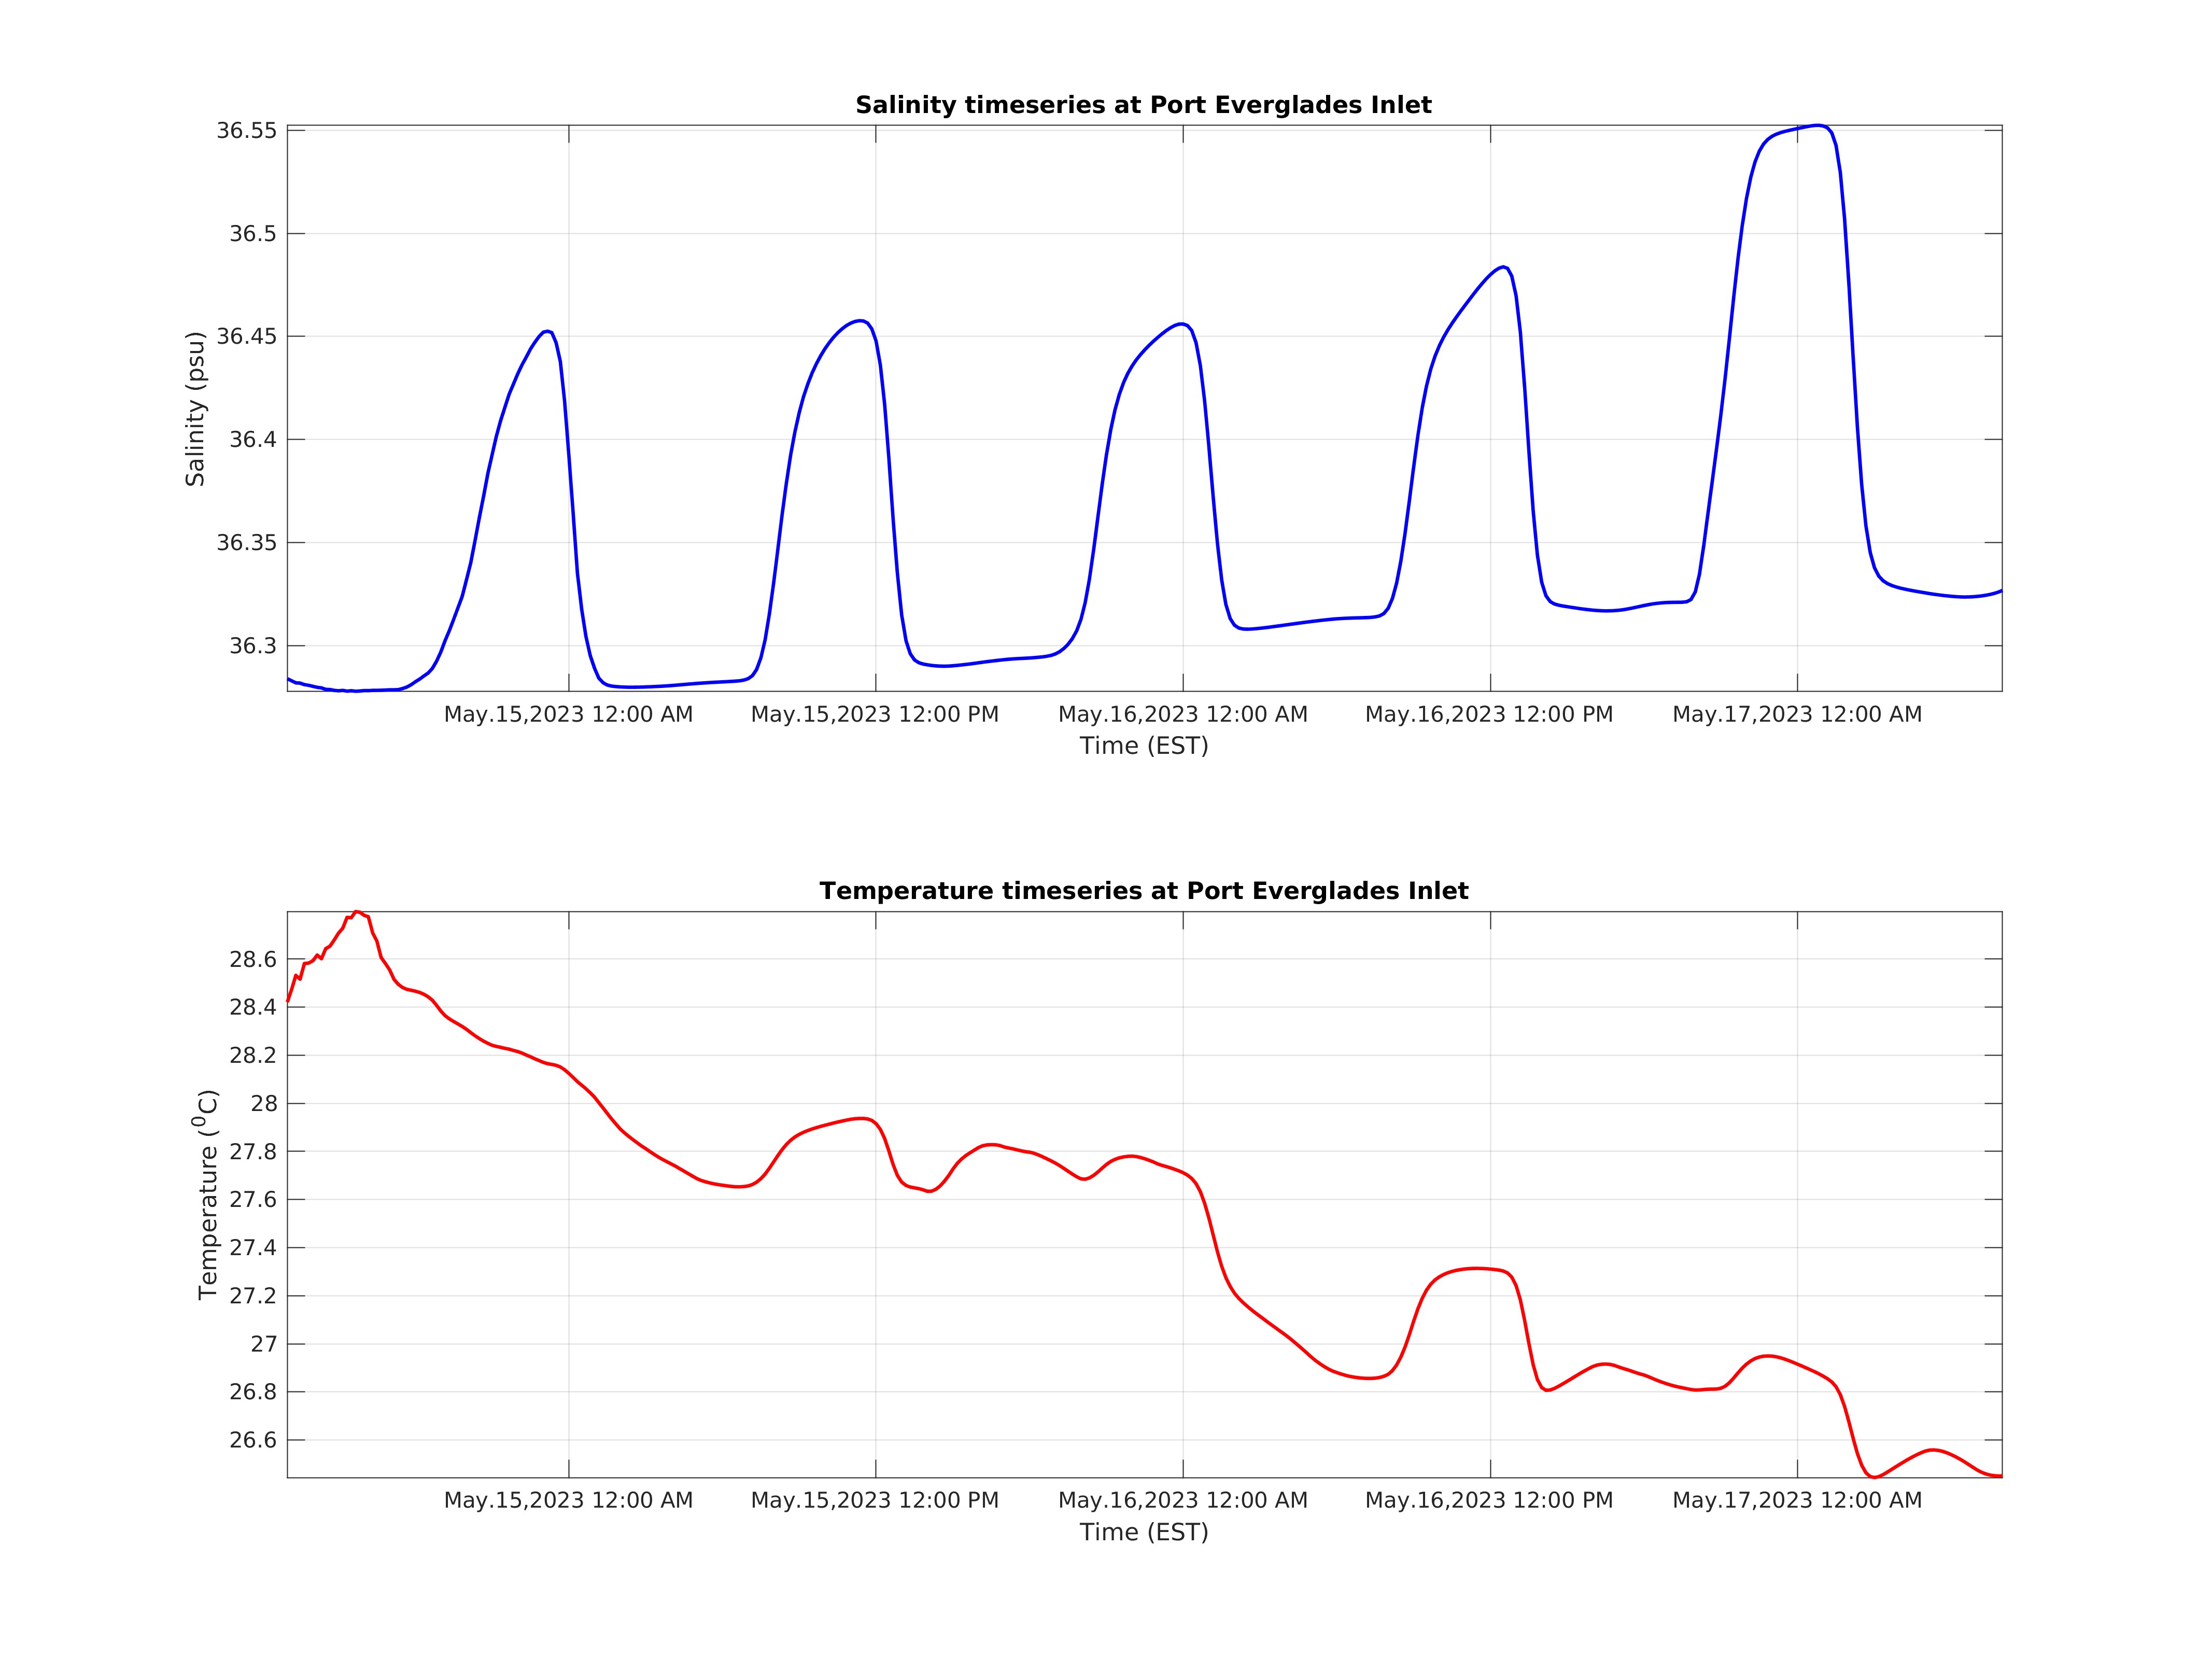 Salinity timeseries at Port Everglades Inlet
36.55
36.5
36.45
36.4
36.35
36.3
Salinity (psu)
May.15,2023 12:00 AM
May.15,2023 12:00 PM
May.16,2023 12:00 AM
May.16,2023 12:00 PM
May.17,2023 12:00 AM
Time (EST)
Temperature timeseries at Port Everglades Inlet
28.6
28.4
28.2
28
27.8
27.6
27.4
27.2
27
26.8
26.6
Temperature (⁰C)
May.15,2023 12:00 AM
May.15,2023 12:00 PM
May.16,2023 12:00 AM
May.16,2023 12:00 PM
May.17,2023 12:00 AM
Time (EST)